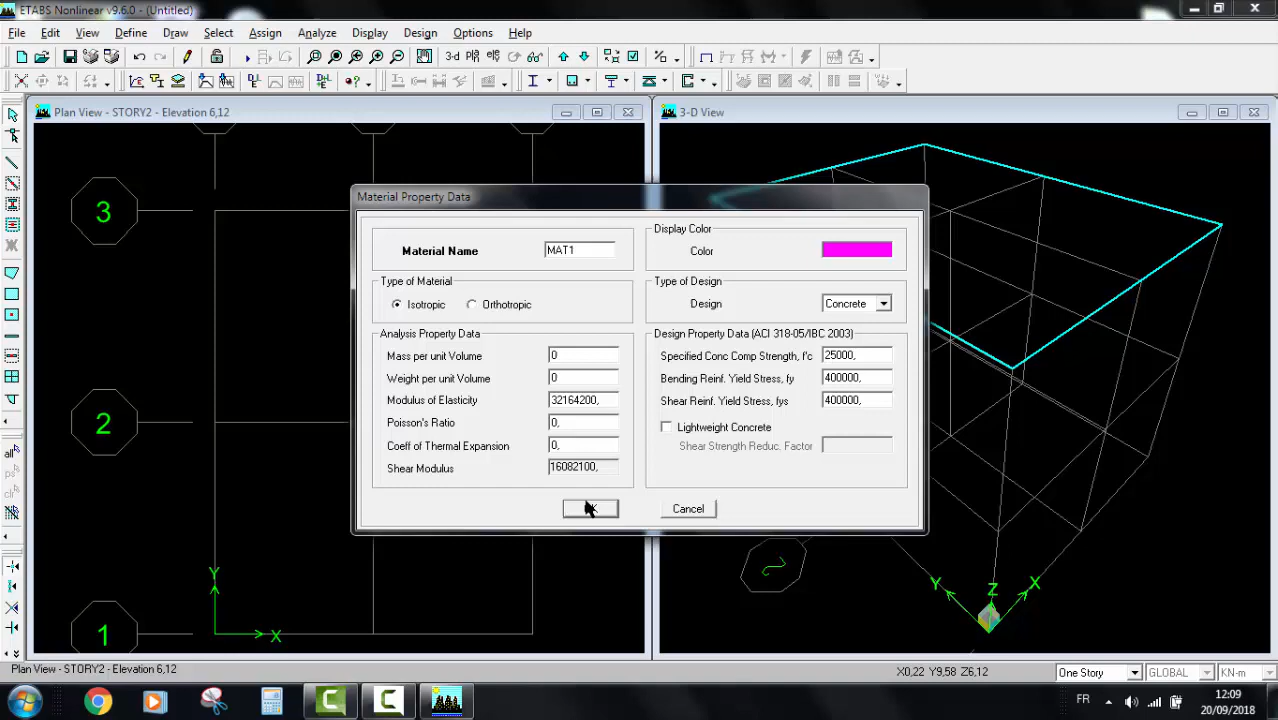 ETABS Nonlinear v9.6.0 - (Untitled)
File Edit View Define Draw Select Assign Analyze Display Design Options Help
Plan View - STORY2 - Elevation 6,12
3-D View
3
2
1
Y
X
Material Property Data
Material Name MAT1
Display Color
Color
Type of Material
Isotropic Orthotropic
Type of Design
Design Concrete
Analysis Property Data
Mass per unit Volume 0
Weight per unit Volume 0
Modulus of Elasticity 32164200,
Poisson's Ratio 0,
Coeff of Thermal Expansion 0,
Shear Modulus 16082100,
Design Property Data (ACI 318-05/IBC 2003)
Specified Conc Comp Strength, f'c 25000,
Bending Reinf. Yield Stress, fy 400000,
Shear Reinf. Yield Stress, fys 400000,
Lightweight Concrete
Shear Strength Reduc. Factor
Cancel
Y Z X
Plan View - STORY2 - Elevation 6,12
X0,22 Y9,58 Z6,12
One Story
GLOBAL
KN-m
FR
12:09
20/09/2018